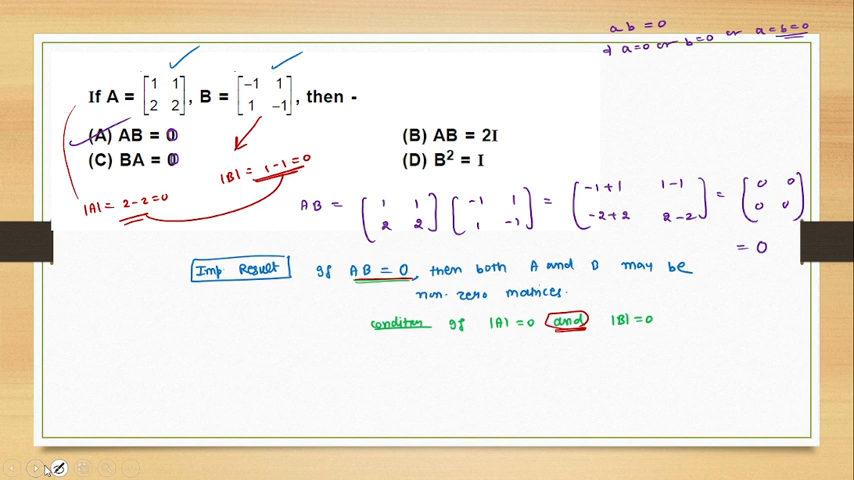 ab = 0
⇒ a=0 or b=0 or a=b=0
If A = [1 1; 2 2], B = [-1 1; 1 -1], then -
(A) AB = 0
(B) AB = 2I
(C) BA = 0
(D) B² = I
|B| = 1-1=0
|A| = 2-2=0
AB = [1 1; 2 2] [-1 1; 1 -1] = [-1+1 1-1; -2+2 2-2] = [0 0; 0 0]
= 0
Imp Result If AB = 0, then both A and B may be
non-zero matrices.
condition If |A| = 0 and |B| = 0